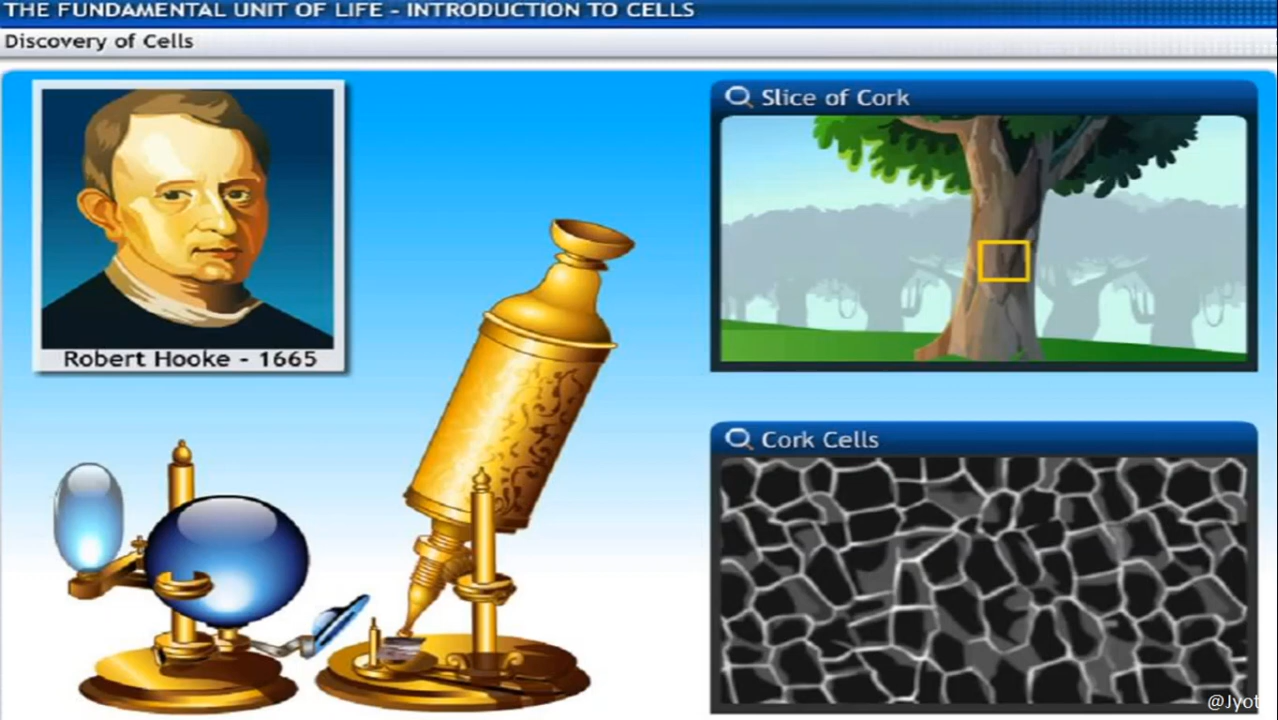 THE FUNDAMENTAL UNIT OF LIFE - INTRODUCTION TO CELLS
Discovery of Cells
Robert Hooke - 1665
Slice of Cork
Cork Cells
@Jyot